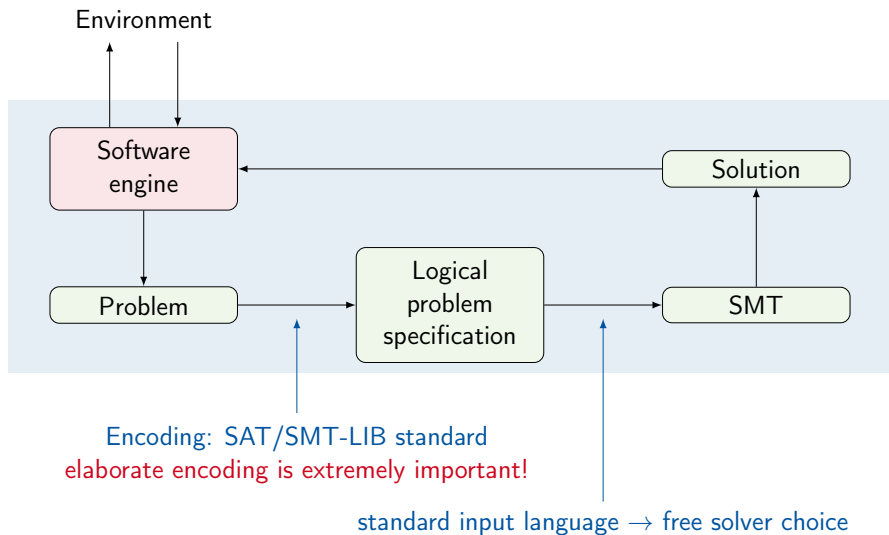 Environment
Software
engine
Solution
Problem
Logical
problem
specification
SMT
Encoding: SAT/SMT-LIB standard
elaborate encoding is extremely important!
standard input language → free solver choice